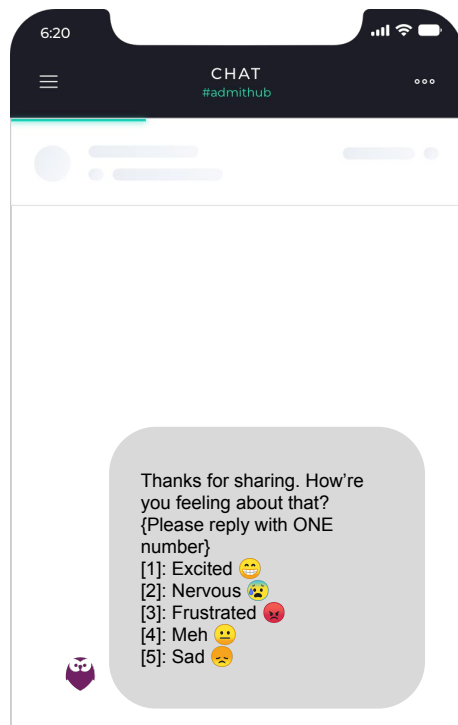 6:20
CHAT
#admithub
Thanks for sharing. How’re
you feeling about that?
{Please reply with ONE
number}
[1]: Excited 😁
[2]: Nervous 😰
[3]: Frustrated 😡
[4]: Meh 😐
[5]: Sad 😞